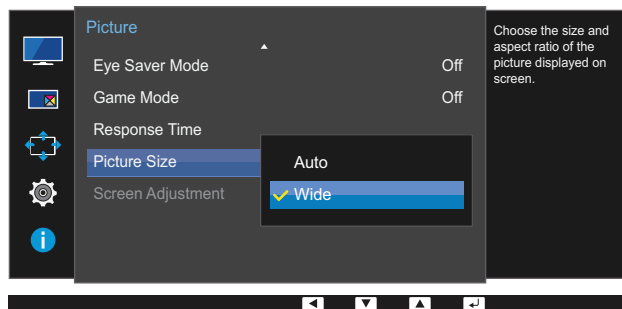 Picture
Eye Saver Mode Off
Game Mode Off
Response Time
Picture Size
Screen Adjustment
Auto
Wide
Choose the size and
aspect ratio of the
picture displayed on
screen.